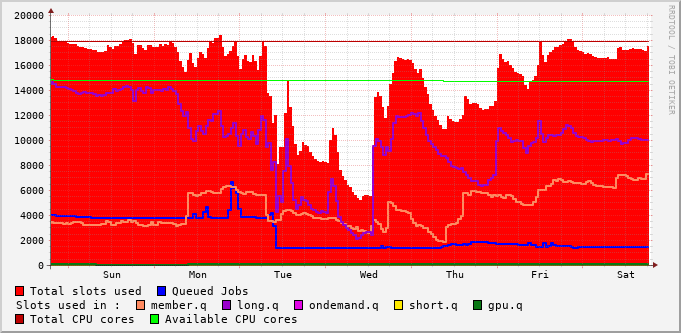 20000
18000
16000
14000
12000
10000
8000
6000
4000
2000
0
Sun Mon Tue Wed Thu Fri Sat
Total slots used Queued Jobs
Slots used in : member.q long.q ondemand.q short.q gpu.q
Total CPU cores Available CPU cores
RRDTOOL / TOBI OETIKER